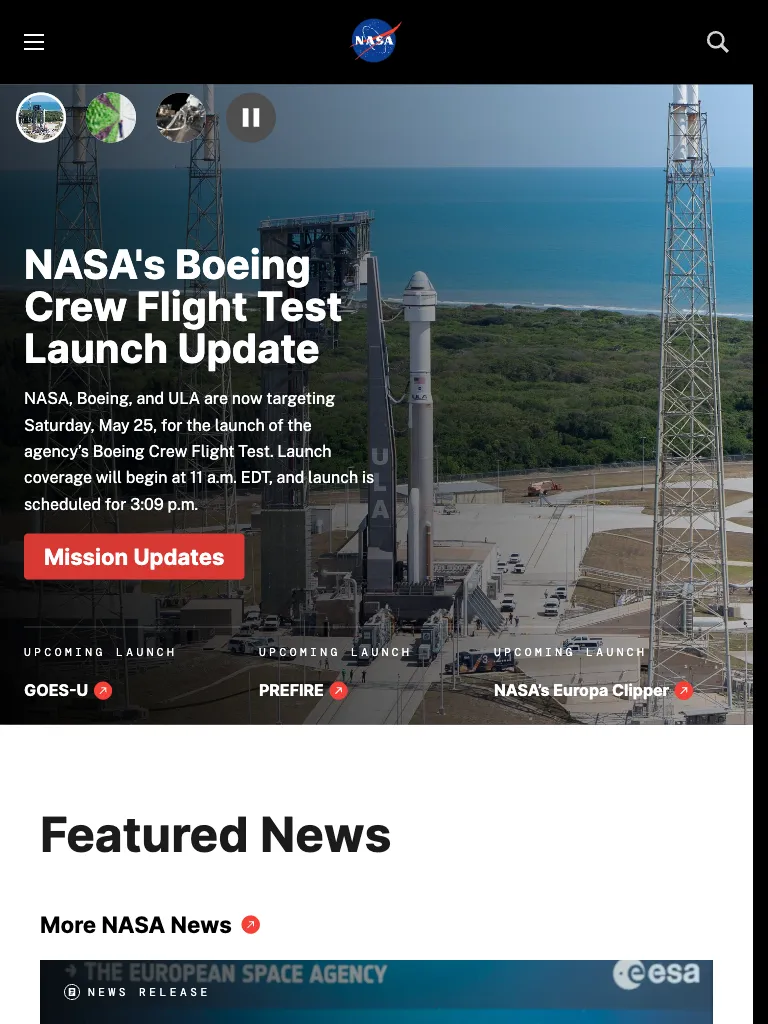 NASA
NASA's Boeing
Crew Flight Test
Launch Update
NASA, Boeing, and ULA are now targeting
Saturday, May 25, for the launch of the
agency's Boeing Crew Flight Test. Launch
coverage will begin at 11 a.m. EDT, and launch is
scheduled for 3:09 p.m.
ULA
ULA
Mission Updates
UPCOMING LAUNCH UPCOMING LAUNCH UPCOMING LAUNCH
GOES-U PREFIRE NASA's Europa Clipper
Featured News
More NASA News
→ THE EUROPEAN SPACE AGENCY esa
NEWS RELEASE